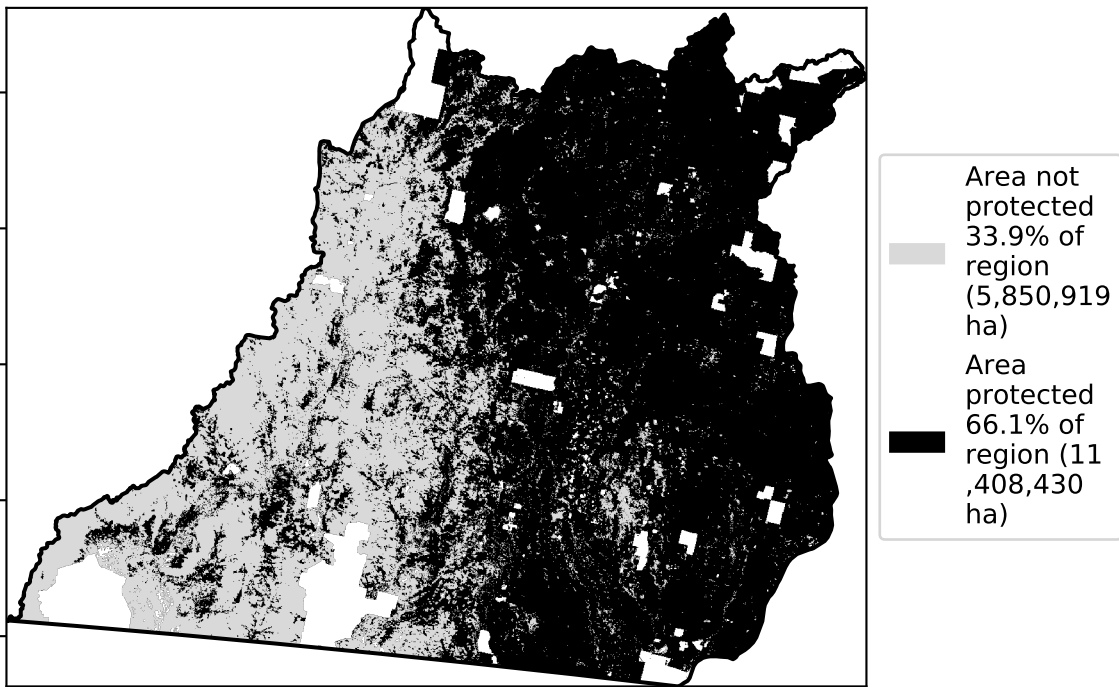 Area not
protected
33.9% of
region
(5,850,919
ha)
Area
protected
66.1% of
region (11
,408,430
ha)